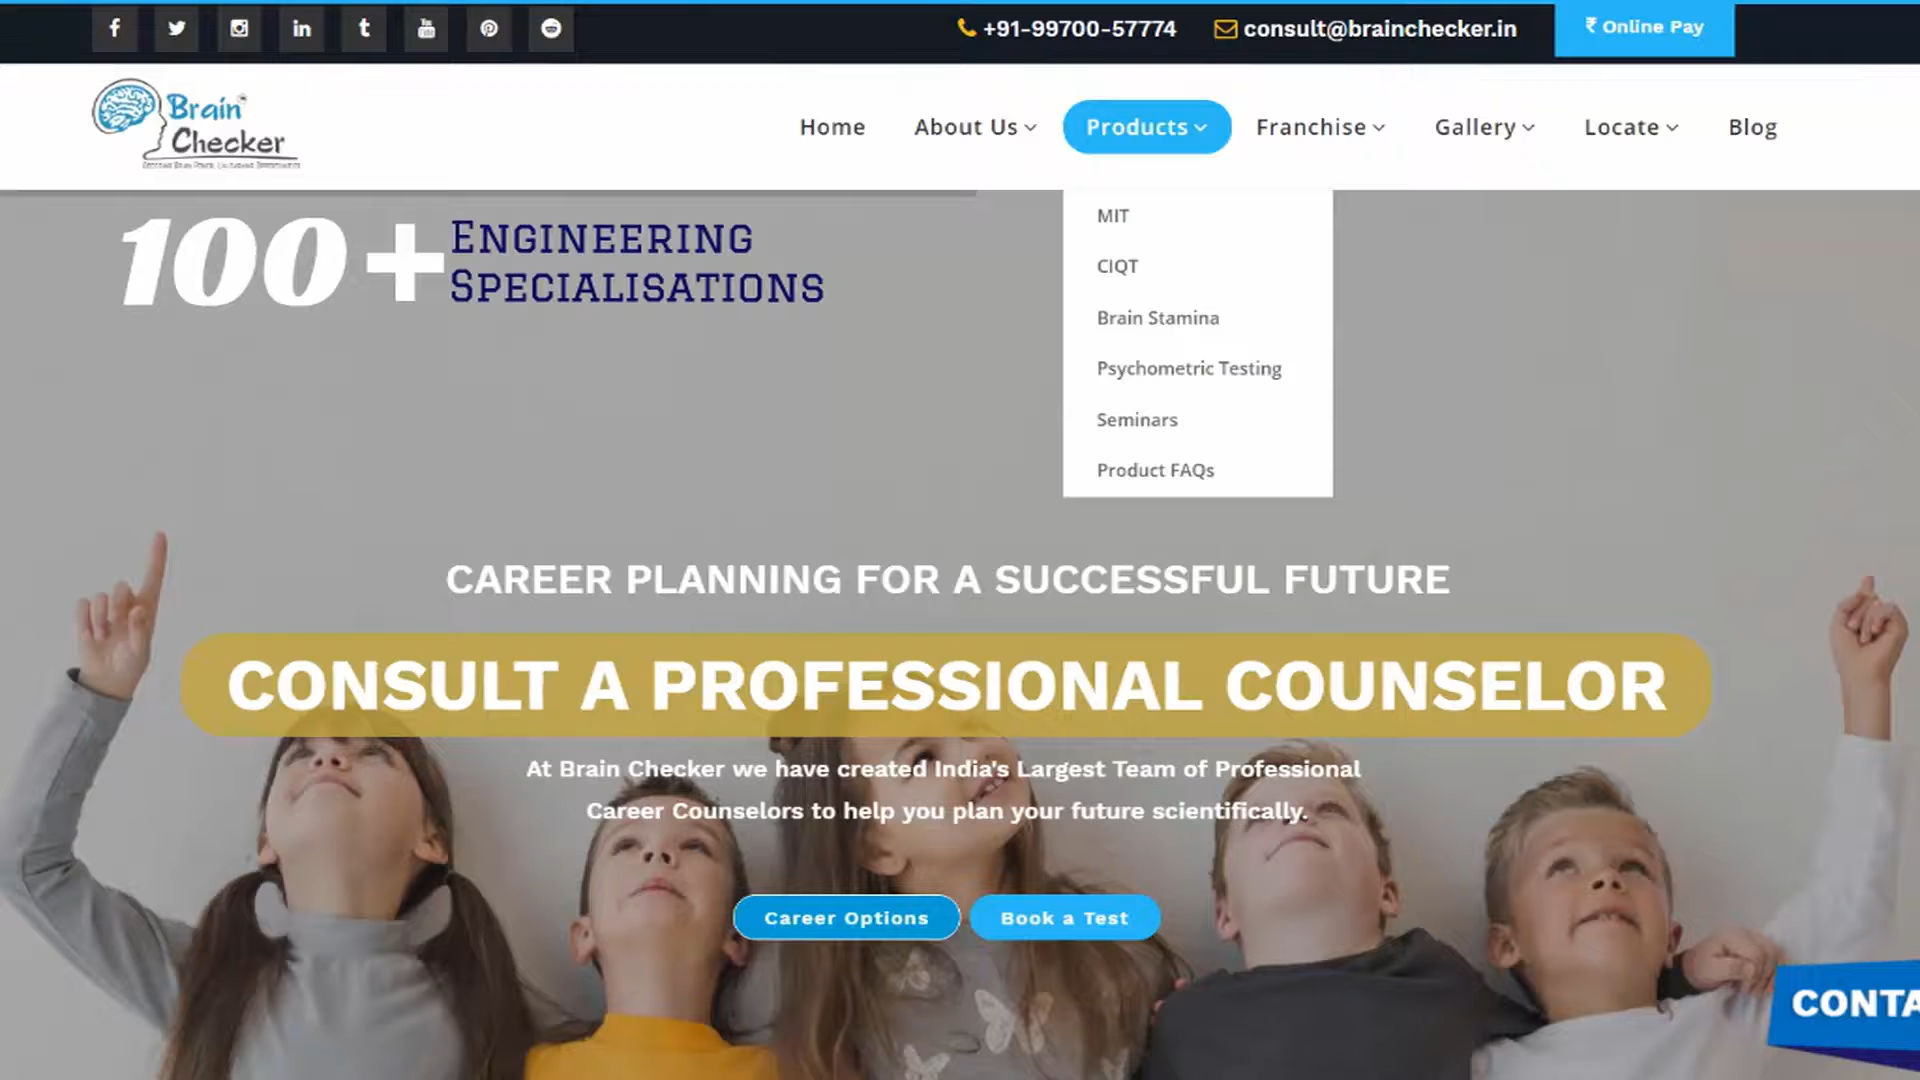 +91-99700-57774
consult@brainchecker.in
₹ Online Pay
Brain
Checker
Home
About Us
Products
Franchise
Gallery
Locate
Blog
MIT
CIQT
Brain Stamina
Psychometric Testing
Seminars
Product FAQs
100+
ENGINEERING
SPECIALISATIONS
CAREER PLANNING FOR A SUCCESSFUL FUTURE
CONSULT A PROFESSIONAL COUNSELOR
At Brain Checker we have created India's Largest Team of Professional
Career Counselors to help you plan your future scientifically.
Career Options
Book a Test
CONTA